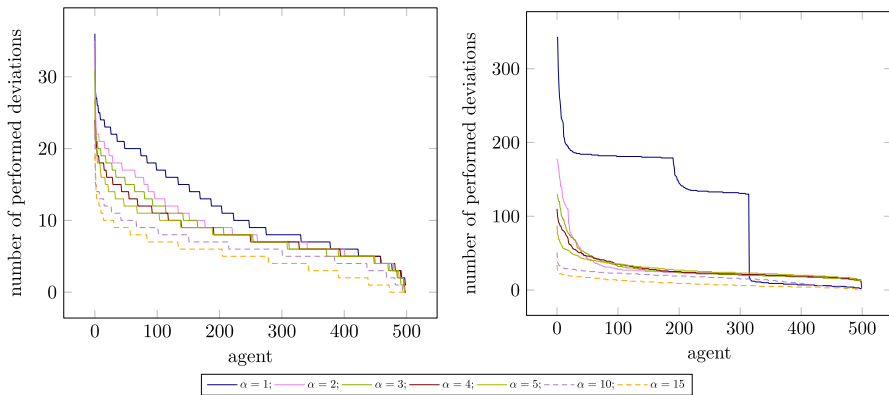 number of performed deviations
30
20
10
0
0 100 200 300 400 500
agent
number of performed deviations
300
200
100
0
0 100 200 300 400 500
agent
α = 1; α = 2; α = 3; α = 4; α = 5; α = 10; α = 15